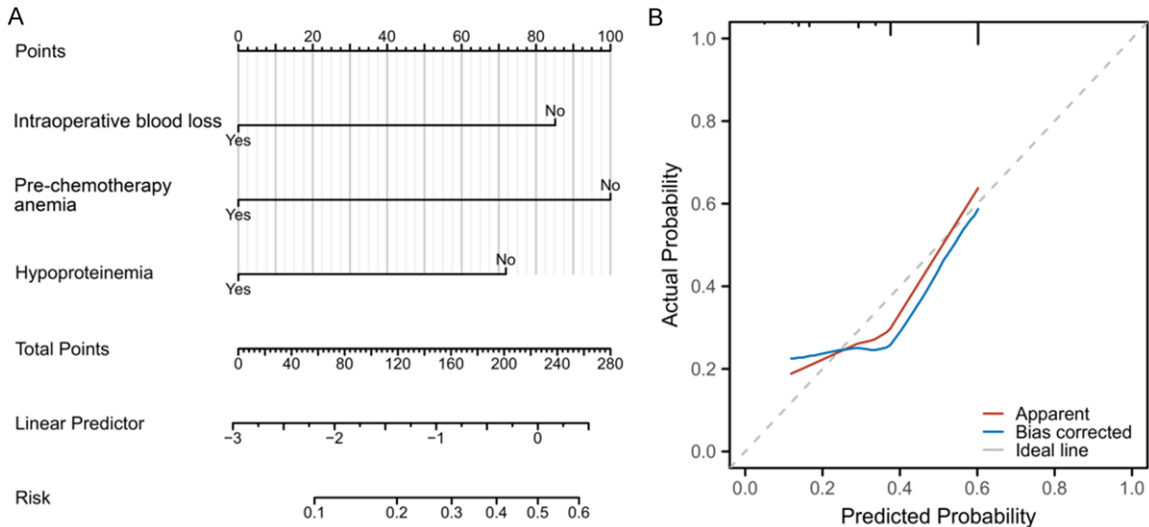 A
Points
0 20 40 60 80 100
Intraoperative blood loss
No
Yes
Pre-chemotherapy
anemia
No
Yes
Hypoproteinemia
No
Yes
Total Points
0 40 80 120 160 200 240 280
Linear Predictor
−3 −2 −1 0
Risk
0.1 0.2 0.3 0.4 0.5 0.6
B
Actual Probability
1.0
0.8
0.6
0.4
0.2
0.0
Apparent
Bias corrected
Ideal line
0.0 0.2 0.4 0.6 0.8 1.0
Predicted Probability